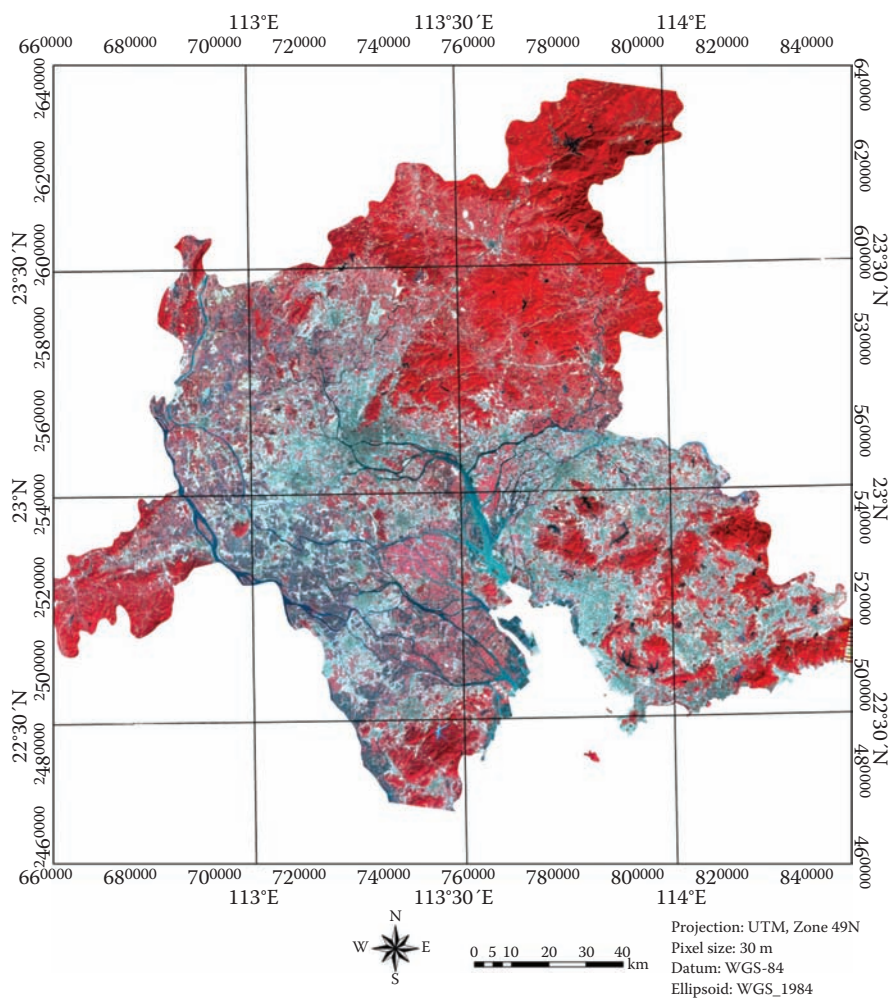 113°E 113°30´E 114°E
660000 680000 700000 720000 740000 760000 780000 800000 820000 840000
2640000 640000
2620000 620000
23°30´N 2600000 600000 23°30´N
2580000 530000
2560000 560000
23°N 2540000 540000 23°N
2520000 520000
2500000 500000
22°30´N 2480000 480000 22°30´N
2460000 460000
660000 680000 700000 720000 740000 760000 780000 800000 820000 840000
113°E 113°30´E 114°E
N
W E
S
0 5 10 20 30 40
km
Projection: UTM, Zone 49N
Pixel size: 30 m
Datum: WGS-84
Ellipsoid: WGS_1984